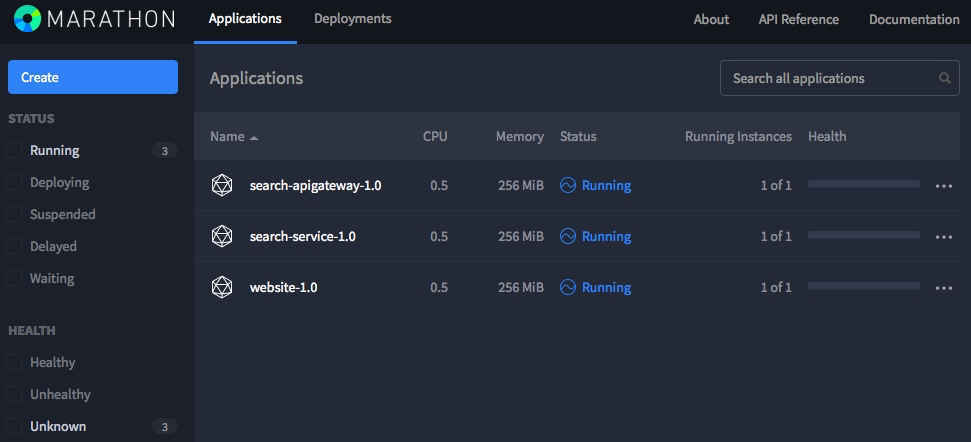 MARATHON Applications Deployments About API Reference Documentation
Create
Applications
Search all applications
STATUS
Running 3
Deploying
Suspended
Delayed
Waiting
HEALTH
Healthy
Unhealthy
Unknown 3
Name CPU Memory Status Running Instances Health
search-apigateway-1.0 0.5 256 MiB Running 1 of 1
search-service-1.0 0.5 256 MiB Running 1 of 1
website-1.0 0.5 256 MiB Running 1 of 1